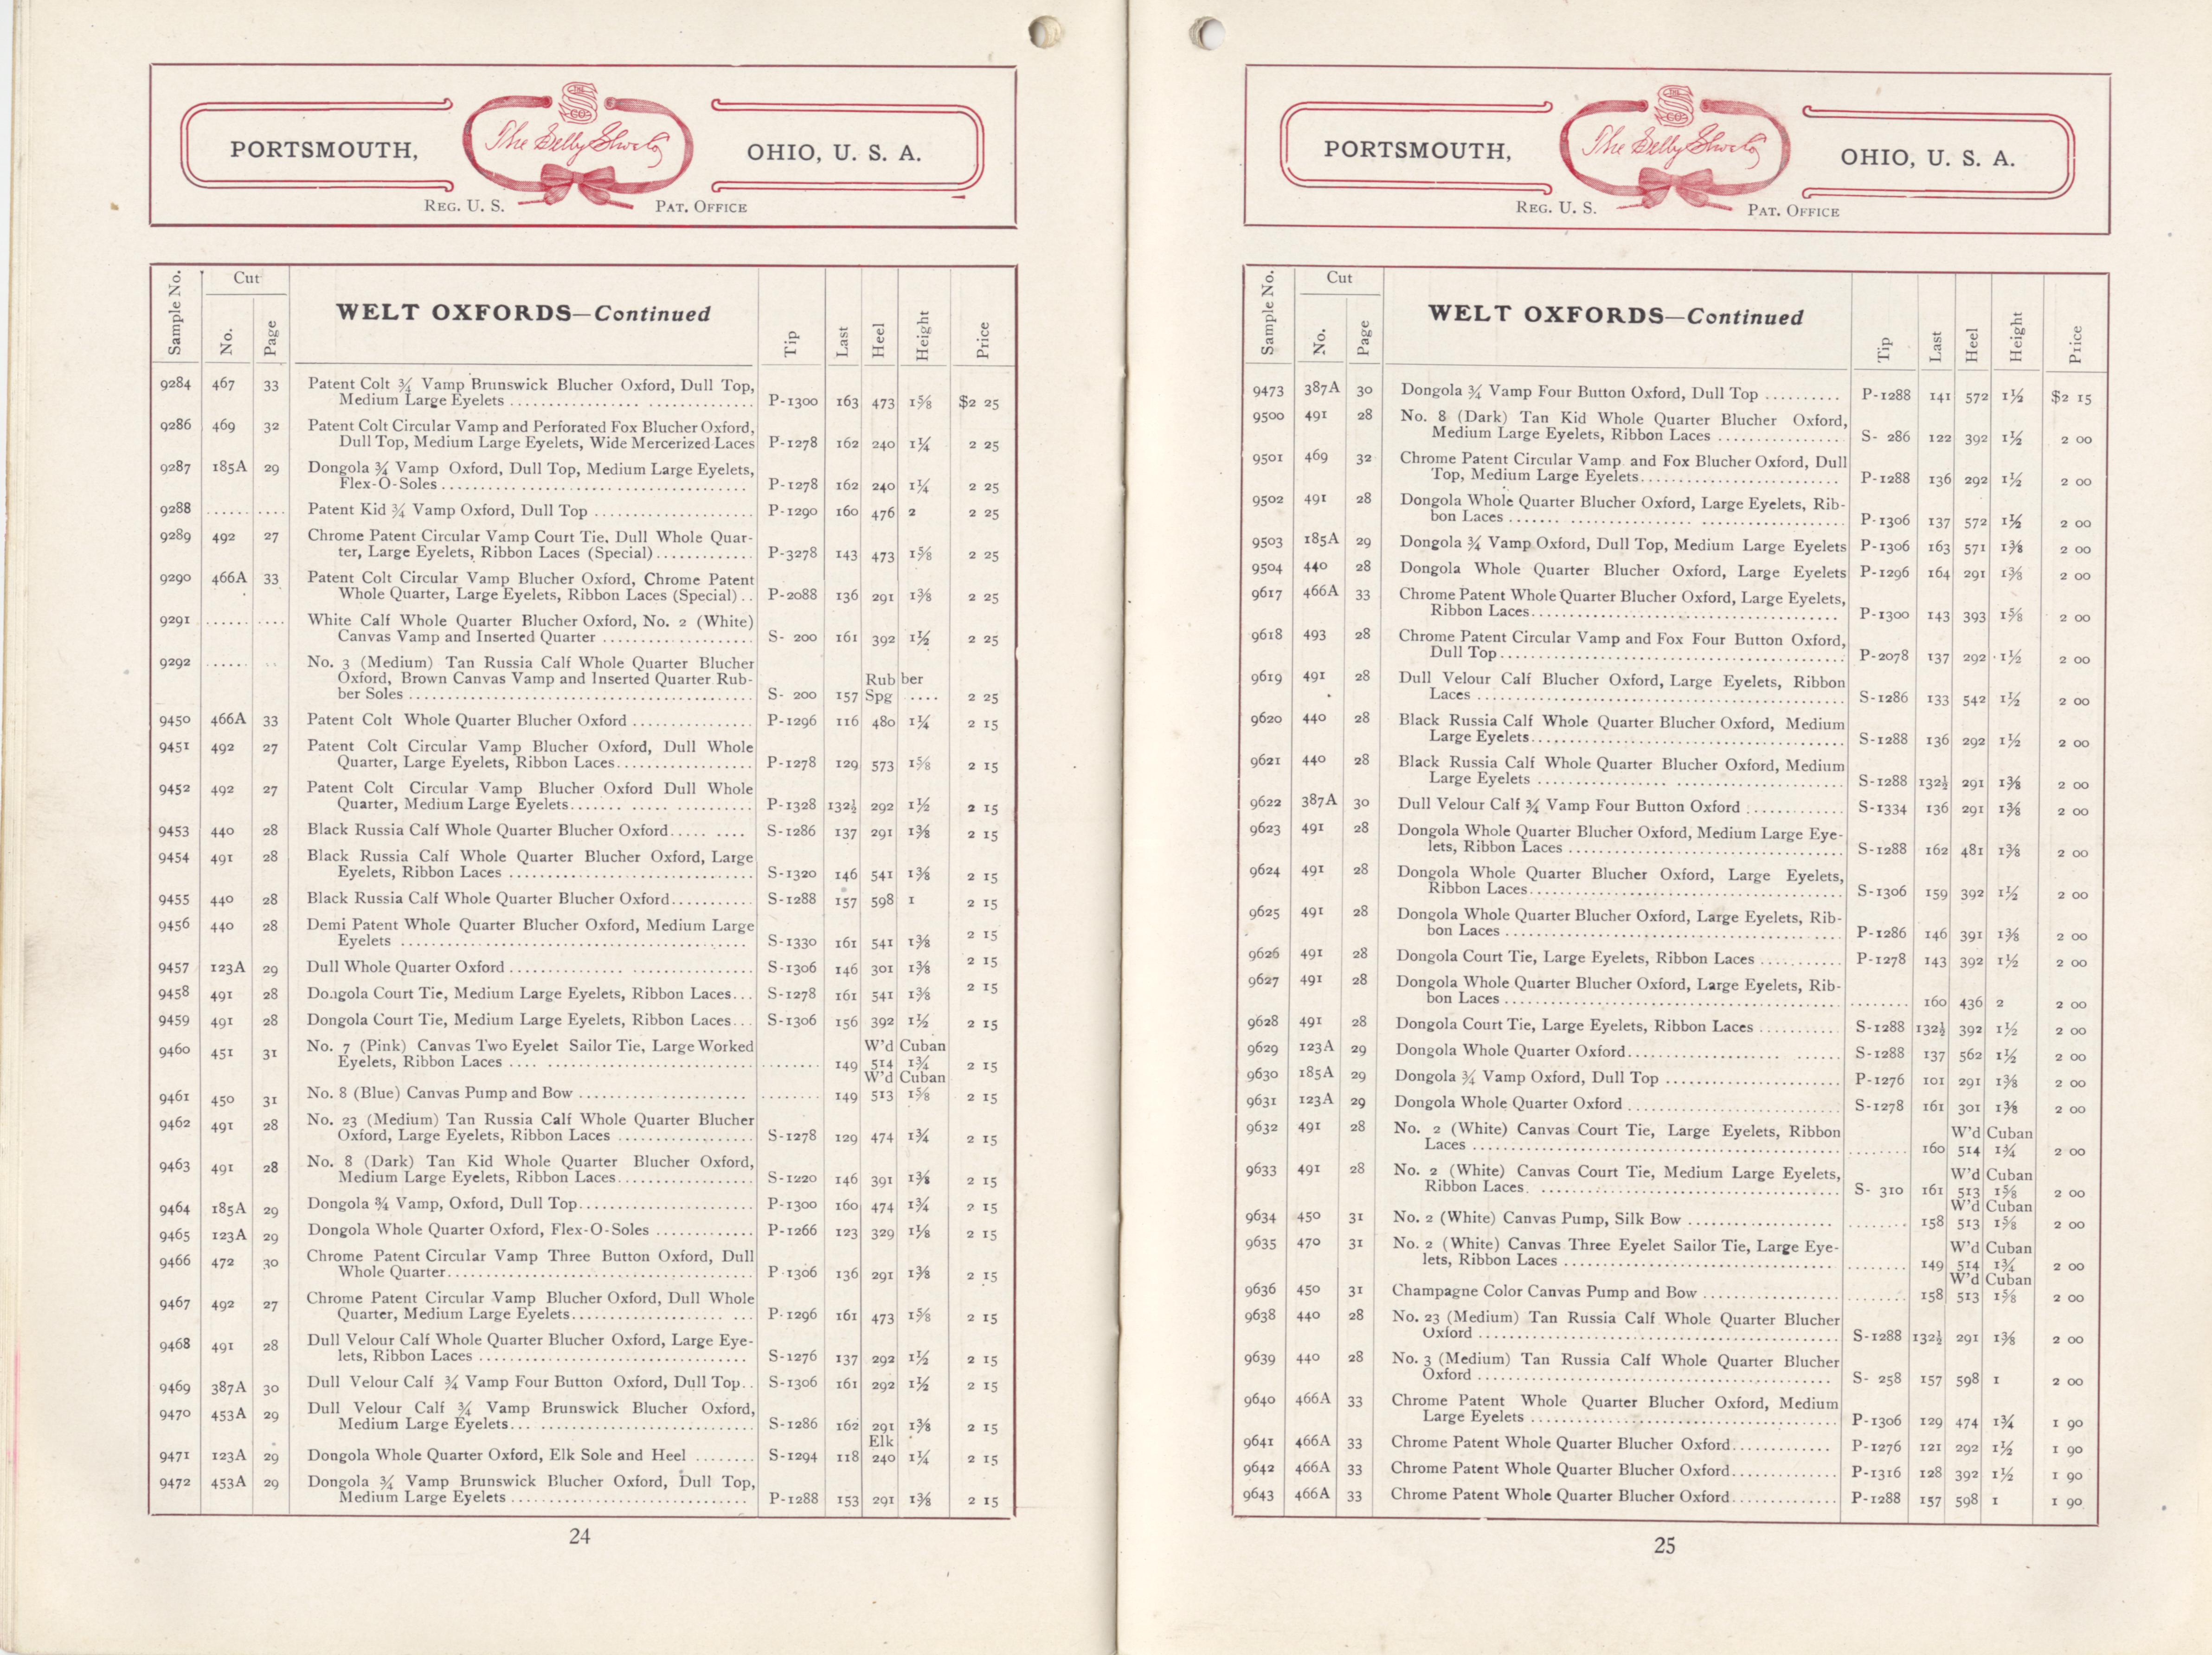 PORTSMOUTH,
THE S CO
The Selby Shoe Co
OHIO, U. S. A.
REG. U. S. PAT. OFFICE
Sample No. Cut No. Page WELT OXFORDS—Continued Tip Last Heel Height Price
9284 467 33 Patent Colt ¾ Vamp Brunswick Blucher Oxford, Dull Top,
Medium Large Eyelets P-1300 163 473 1⅝ $2 25
9286 469 32 Patent Colt Circular Vamp and Perforated Fox Blucher Oxford,
Dull Top, Medium Large Eyelets, Wide Mercerized Laces P-1278 162 240 1¼ 2 25
9287 185A 29 Dongola ¾ Vamp Oxford, Dull Top, Medium Large Eyelets,
Flex-O-Soles P-1278 162 240 1¼ 2 25
9288 Patent Kid ¾ Vamp Oxford, Dull Top P-1290 160 476 2 2 25
9289 492 27 Chrome Patent Circular Vamp Court Tie, Dull Whole Quar-
ter, Large Eyelets, Ribbon Laces (Special) P-3278 143 473 1⅝ 2 25
9290 466A 33 Patent Colt Circular Vamp Blucher Oxford, Chrome Patent
Whole Quarter, Large Eyelets, Ribbon Laces (Special) P-2088 136 291 1⅜ 2 25
9291 White Calf Whole Quarter Blucher Oxford, No. 2 (White)
Canvas Vamp and Inserted Quarter S- 200 161 392 1½ 2 25
9292 No. 3 (Medium) Tan Russia Calf Whole Quarter Blucher
Oxford, Brown Canvas Vamp and Inserted Quarter Rub- Rubber
ber Soles S- 200 157 Spg .... 2 25
9450 466A 33 Patent Colt Whole Quarter Blucher Oxford P-1296 116 480 1¼ 2 15
9451 492 27 Patent Colt Circular Vamp Blucher Oxford, Dull Whole
Quarter, Large Eyelets, Ribbon Laces P-1278 129 573 1⅝ 2 15
9452 492 27 Patent Colt Circular Vamp Blucher Oxford Dull Whole
Quarter, Medium Large Eyelets P-1328 132½ 292 1½ 2 15
9453 440 28 Black Russia Calf Whole Quarter Blucher Oxford S-1286 137 291 1⅜ 2 15
9454 491 28 Black Russia Calf Whole Quarter Blucher Oxford, Large
Eyelets, Ribbon Laces S-1320 146 541 1⅜ 2 15
9455 440 28 Black Russia Calf Whole Quarter Blucher Oxford S-1288 157 598 1 2 15
9456 440 28 Demi Patent Whole Quarter Blucher Oxford, Medium Large
Eyelets S-1330 161 541 1⅜ 2 15
9457 123A 29 Dull Whole Quarter Oxford S-1306 146 301 1⅜ 2 15
9458 491 28 Dongola Court Tie, Medium Large Eyelets, Ribbon Laces S-1278 161 541 1⅜ 2 15
9459 491 28 Dongola Court Tie, Medium Large Eyelets, Ribbon Laces S-1306 156 392 1½ 2 15
9460 451 31 No. 7 (Pink) Canvas Two Eyelet Sailor Tie, Large Worked W'd Cuban
Eyelets, Ribbon Laces 149 514 1¾ 2 15
W'd Cuban
9461 450 31 No. 8 (Blue) Canvas Pump and Bow 149 513 1⅝ 2 15
9462 491 28 No. 23 (Medium) Tan Russia Calf Whole Quarter Blucher
Oxford, Large Eyelets, Ribbon Laces S-1278 129 474 1¾ 2 15
9463 491 28 No. 8 (Dark) Tan Kid Whole Quarter Blucher Oxford,
Medium Large Eyelets, Ribbon Laces S-1220 146 391 1⅜ 2 15
9464 185A 29 Dongola ¾ Vamp, Oxford, Dull Top P-1300 160 474 1¾ 2 15
9465 123A 29 Dongola Whole Quarter Oxford, Flex-O-Soles P-1266 123 329 1⅛ 2 15
9466 472 30 Chrome Patent Circular Vamp Three Button Oxford, Dull
Whole Quarter P-1306 136 291 1⅜ 2 15
9467 492 27 Chrome Patent Circular Vamp Blucher Oxford, Dull Whole
Quarter, Medium Large Eyelets P-1296 161 473 1⅝ 2 15
9468 491 28 Dull Velour Calf Whole Quarter Blucher Oxford, Large Eye-
lets, Ribbon Laces S-1276 137 292 1½ 2 15
9469 387A 30 Dull Velour Calf ¾ Vamp Four Button Oxford, Dull Top S-1306 161 292 1½ 2 15
9470 453A 29 Dull Velour Calf ¾ Vamp Brunswick Blucher Oxford,
Medium Large Eyelets S-1286 162 291 1⅜ 2 15
Elk
9471 123A 29 Dongola Whole Quarter Oxford, Elk Sole and Heel S-1294 118 240 1¼ 2 15
9472 453A 29 Dongola ¾ Vamp Brunswick Blucher Oxford, Dull Top,
Medium Large Eyelets P-1288 153 291 1⅜ 2 15
24
PORTSMOUTH,
THE S CO
The Selby Shoe Co
OHIO, U. S. A.
REG. U. S. PAT. OFFICE
Sample No. Cut No. Page WELT OXFORDS—Continued Tip Last Heel Height Price
9473 387A 30 Dongola ¾ Vamp Four Button Oxford, Dull Top P-1288 141 572 1½ $2 15
9500 491 28 No. 8 (Dark) Tan Kid Whole Quarter Blucher Oxford,
Medium Large Eyelets, Ribbon Laces S- 286 122 392 1½ 2 00
9501 469 32 Chrome Patent Circular Vamp and Fox Blucher Oxford, Dull
Top, Medium Large Eyelets P-1288 136 292 1½ 2 00
9502 491 28 Dongola Whole Quarter Blucher Oxford, Large Eyelets, Rib-
bon Laces P-1306 137 572 1½ 2 00
9503 185A 29 Dongola ¾ Vamp Oxford, Dull Top, Medium Large Eyelets P-1306 163 571 1⅜ 2 00
9504 440 28 Dongola Whole Quarter Blucher Oxford, Large Eyelets P-1296 164 291 1⅜ 2 00
9617 466A 33 Chrome Patent Whole Quarter Blucher Oxford, Large Eyelets,
Ribbon Laces P-1300 143 393 1⅝ 2 00
9618 493 28 Chrome Patent Circular Vamp and Fox Four Button Oxford,
Dull Top P-2078 137 292 1½ 2 00
9619 491 28 Dull Velour Calf Blucher Oxford, Large Eyelets, Ribbon
Laces S-1286 133 542 1½ 2 00
9620 440 28 Black Russia Calf Whole Quarter Blucher Oxford, Medium
Large Eyelets S-1288 136 292 1½ 2 00
9621 440 28 Black Russia Calf Whole Quarter Blucher Oxford, Medium
Large Eyelets S-1288 132½ 291 1⅜ 2 00
9622 387A 30 Dull Velour Calf ¾ Vamp Four Button Oxford S-1334 136 291 1⅜ 2 00
9623 491 28 Dongola Whole Quarter Blucher Oxford, Medium Large Eye-
lets, Ribbon Laces S-1288 162 481 1⅜ 2 00
9624 491 28 Dongola Whole Quarter Blucher Oxford, Large Eyelets,
Ribbon Laces S-1306 159 392 1½ 2 00
9625 491 28 Dongola Whole Quarter Blucher Oxford, Large Eyelets, Rib-
bon Laces P-1286 146 391 1⅜ 2 00
9626 491 28 Dongola Court Tie, Large Eyelets, Ribbon Laces P-1278 143 392 1½ 2 00
9627 491 28 Dongola Whole Quarter Blucher Oxford, Large Eyelets, Rib-
bon Laces 160 436 2 2 00
9628 491 28 Dongola Court Tie, Large Eyelets, Ribbon Laces S-1288 132½ 392 1½ 2 00
9629 123A 29 Dongola Whole Quarter Oxford S-1288 137 562 1½ 2 00
9630 185A 29 Dongola ¾ Vamp Oxford, Dull Top P-1276 101 291 1⅜ 2 00
9631 123A 29 Dongola Whole Quarter Oxford S-1278 161 301 1⅜ 2 00
9632 491 28 No. 2 (White) Canvas Court Tie, Large Eyelets, Ribbon W'd Cuban
Laces 160 514 1¾ 2 00
9633 491 28 No. 2 (White) Canvas Court Tie, Medium Large Eyelets, W'd Cuban
Ribbon Laces S- 310 161 513 1⅝ 2 00
W'd Cuban
9634 450 31 No. 2 (White) Canvas Pump, Silk Bow 158 513 1⅝ 2 00
9635 470 31 No. 2 (White) Canvas Three Eyelet Sailor Tie, Large Eye- W'd Cuban
lets, Ribbon Laces 149 514 1¾ 2 00
W'd Cuban
9636 450 31 Champagne Color Canvas Pump and Bow 158 513 1⅝ 2 00
9638 440 28 No. 23 (Medium) Tan Russia Calf Whole Quarter Blucher
Oxford S-1288 132½ 291 1⅜ 2 00
9639 440 28 No. 3 (Medium) Tan Russia Calf Whole Quarter Blucher
Oxford S- 258 157 598 1 2 00
9640 466A 33 Chrome Patent Whole Quarter Blucher Oxford, Medium
Large Eyelets P-1306 129 474 1¾ 1 90
9641 466A 33 Chrome Patent Whole Quarter Blucher Oxford P-1276 121 292 1½ 1 90
9642 466A 33 Chrome Patent Whole Quarter Blucher Oxford P-1316 128 392 1½ 1 90
9643 466A 33 Chrome Patent Whole Quarter Blucher Oxford P-1288 157 598 1 1 90
25